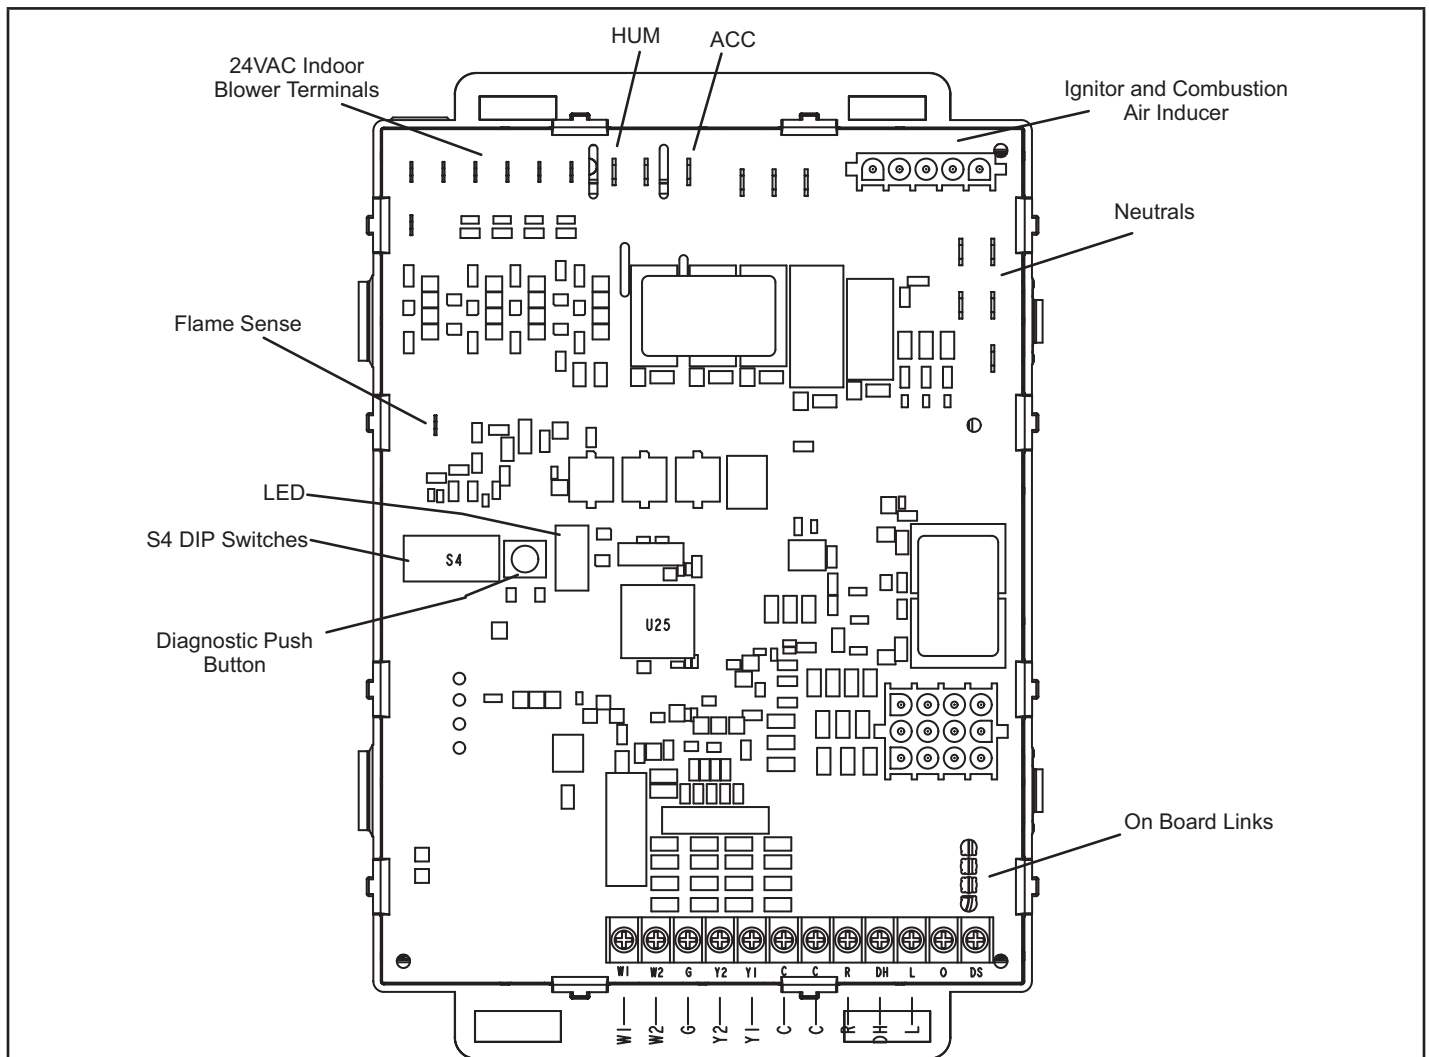 HUM
ACC
24VAC Indoor
Blower Terminals
Ignitor and Combustion
Air Inducer
Neutrals
Flame Sense
LED
S4 DIP Switches
S4
U25
Diagnostic Push
Button
On Board Links
W1 W2 G Y2 Y1 C C R DH L O DS
W1 W2 G Y2 Y1 C C R DH L